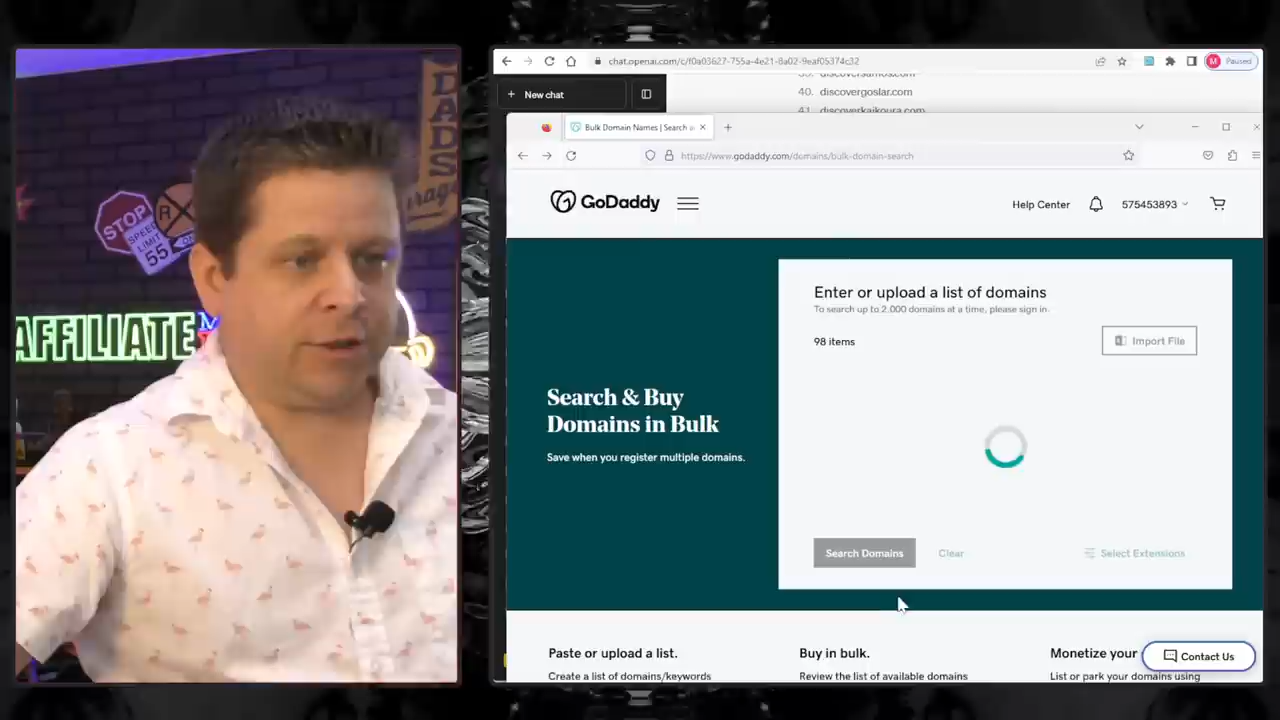 DADS
STOP
SPEED
LIMIT
55
AFFILIATE
chat.openai.com/c/f0a03627-755a-4e21-8a02-9eaf05374c32
M Paused
+ New chat
40. discovergoslar.com
41. discoverkaikoura.com
Bulk Domain Names | Search a
https://www.godaddy.com/domains/bulk-domain-search
GoDaddy
Help Center
575453893
Search & Buy
Domains in Bulk
Save when you register multiple domains.
Enter or upload a list of domains
To search up to 2,000 domains at a time, please sign in.
98 items
Import File
Search Domains
Clear
Select Extensions
Paste or upload a list.
Create a list of domains/keywords
Buy in bulk.
Review the list of available domains
Monetize your
List or park your domains using
Contact Us